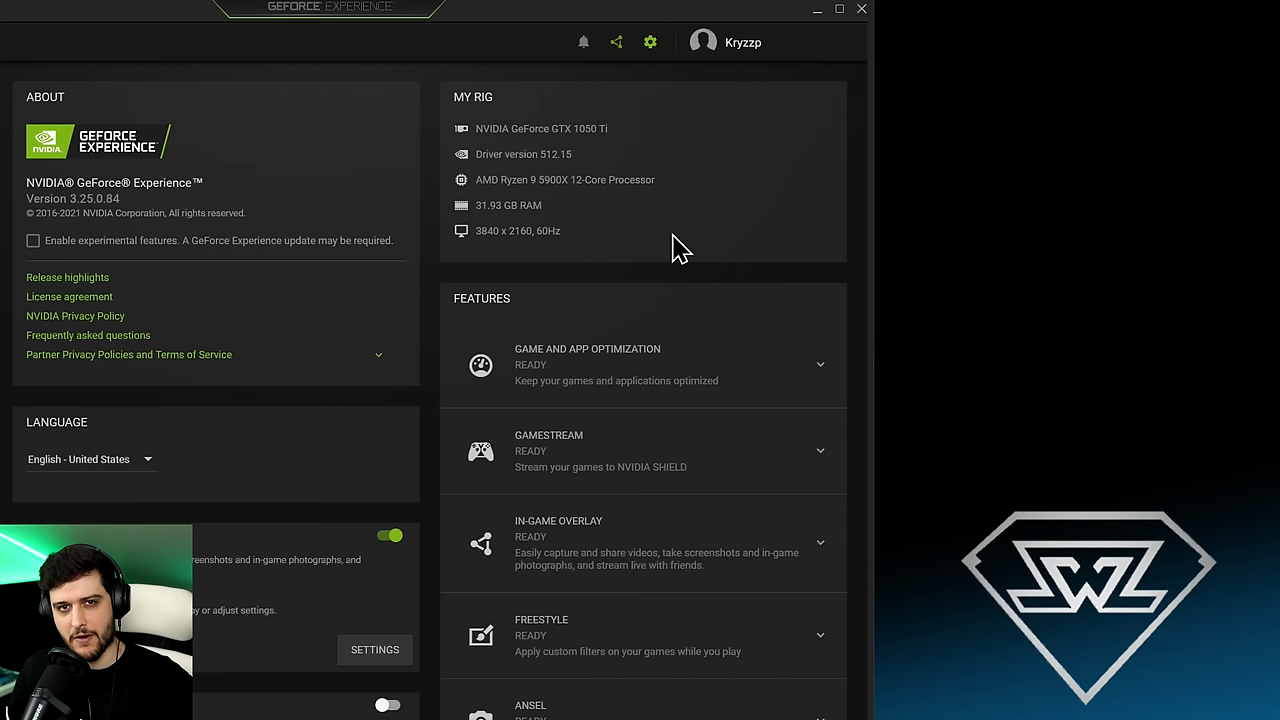 GEFORCE EXPERIENCE
Kryzzp
ABOUT
NVIDIA
GEFORCE
EXPERIENCE
NVIDIA® GeForce® Experience™
Version 3.25.0.84
© 2016-2021 NVIDIA Corporation, All rights reserved.
Enable experimental features. A GeForce Experience update may be required.
Release highlights
License agreement
NVIDIA Privacy Policy
Frequently asked questions
Partner Privacy Policies and Terms of Service
LANGUAGE
English - United States
reenshots and in-game photographs, and
y or adjust settings.
SETTINGS
MY RIG
NVIDIA GeForce GTX 1050 Ti
Driver version 512.15
AMD Ryzen 9 5900X 12-Core Processor
31.93 GB RAM
3840 x 2160, 60Hz
FEATURES
GAME AND APP OPTIMIZATION
READY
Keep your games and applications optimized
GAMESTREAM
READY
Stream your games to NVIDIA SHIELD
IN-GAME OVERLAY
READY
Easily capture and share videos, take screenshots and in-game
photographs, and stream live with friends.
FREESTYLE
READY
Apply custom filters on your games while you play
ANSEL
READY